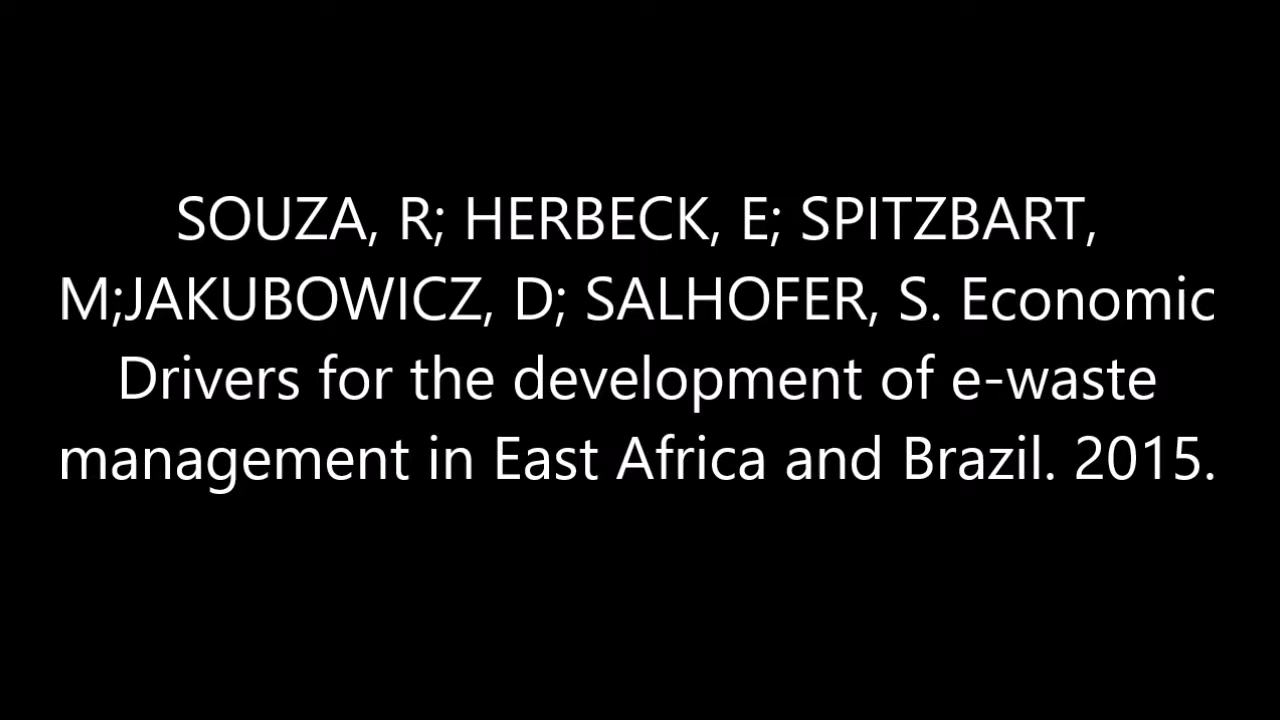 SOUZA, R; HERBECK, E; SPITZBART,
M;JAKUBOWICZ, D; SALHOFER, S. Economic
Drivers for the development of e-waste
management in East Africa and Brazil. 2015.